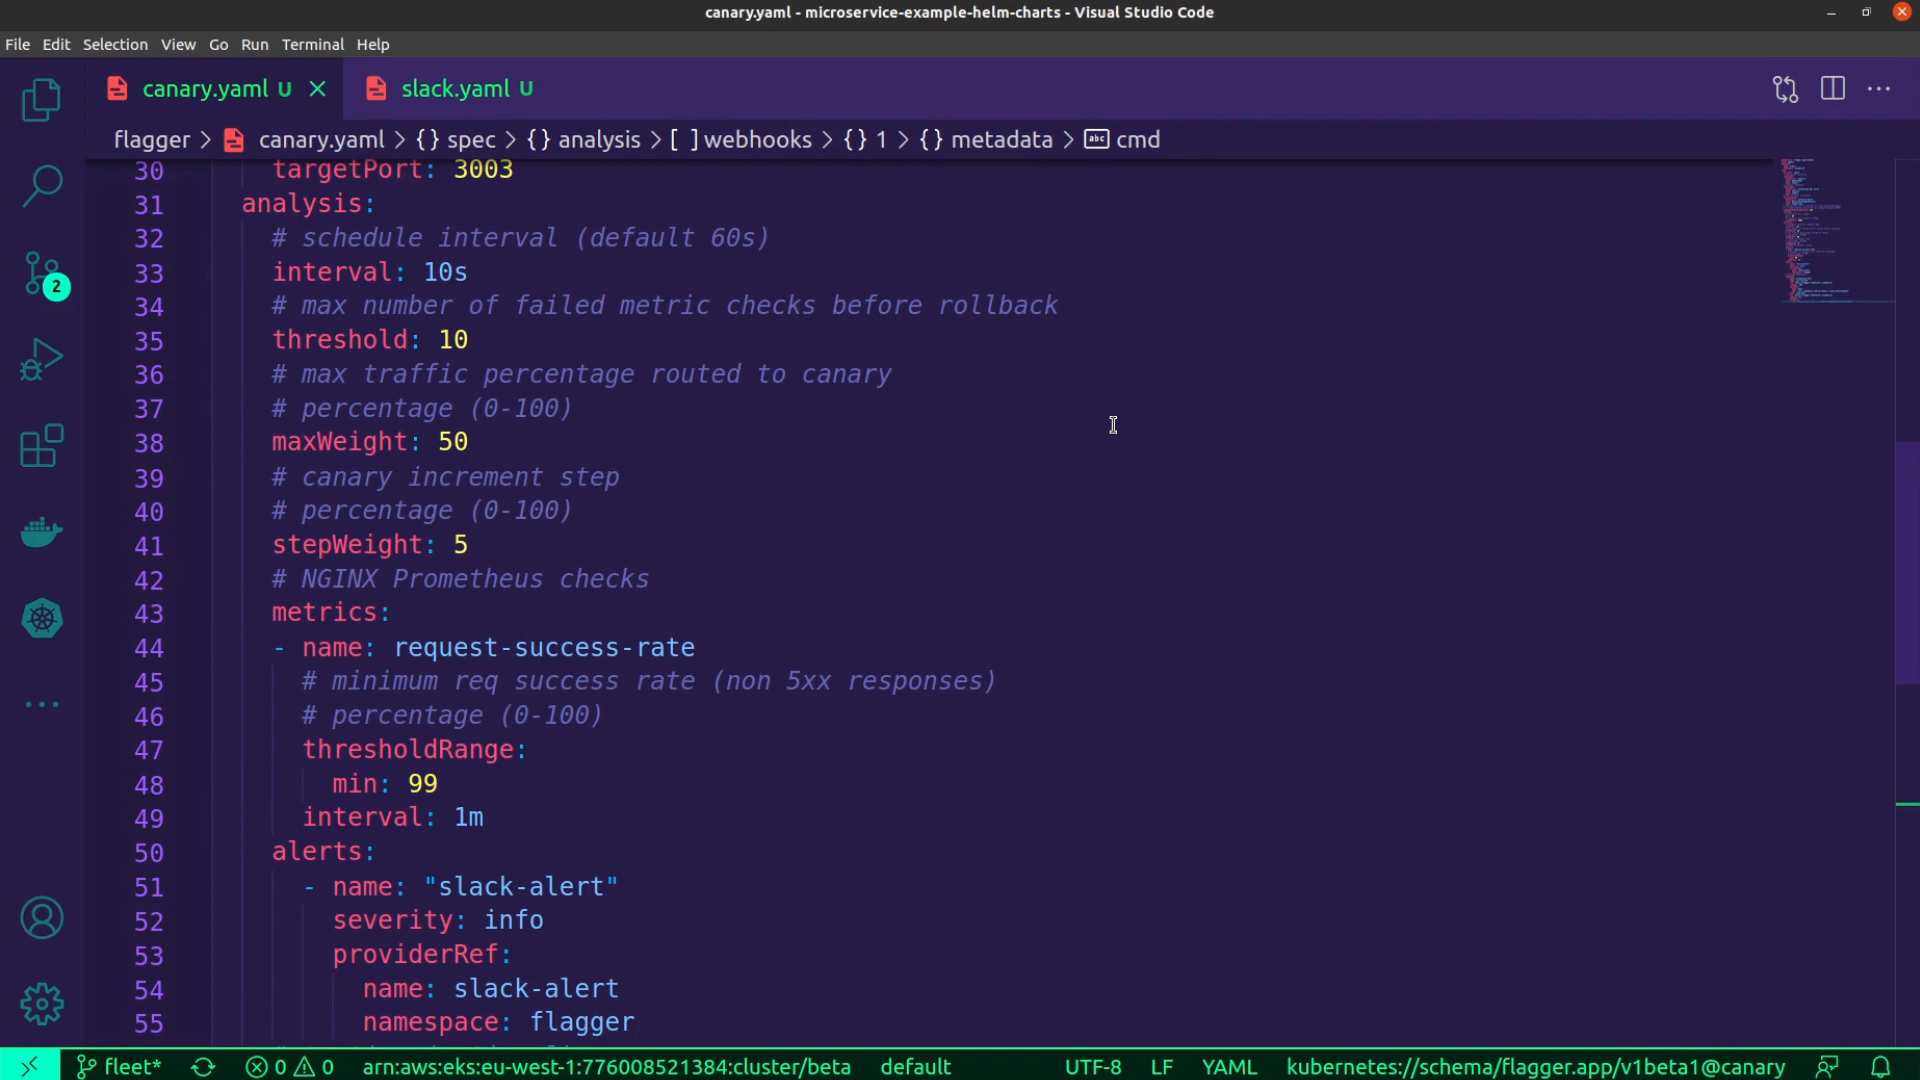 canary.yaml - microservice-example-helm-charts - Visual Studio Code
File Edit Selection View Go Run Terminal Help
canary.yaml U slack.yaml U
flagger > canary.yaml > {} spec > {} analysis > [ ] webhooks > {} 1 > {} metadata > abc cmd
30 targetPort: 3003
31 analysis:
32 # schedule interval (default 60s)
33 interval: 10s
34 # max number of failed metric checks before rollback
35 threshold: 10
36 # max traffic percentage routed to canary
37 # percentage (0-100)
38 maxWeight: 50
39 # canary increment step
40 # percentage (0-100)
41 stepWeight: 5
42 # NGINX Prometheus checks
43 metrics:
44 - name: request-success-rate
45 # minimum req success rate (non 5xx responses)
46 # percentage (0-100)
47 thresholdRange:
48 min: 99
49 interval: 1m
50 alerts:
51 - name: "slack-alert"
52 severity: info
53 providerRef:
54 name: slack-alert
55 namespace: flagger
2
fleet* 0 0 arn:aws:eks:eu-west-1:776008521384:cluster/beta default UTF-8 LF YAML kubernetes://schema/flagger.app/v1beta1@canary